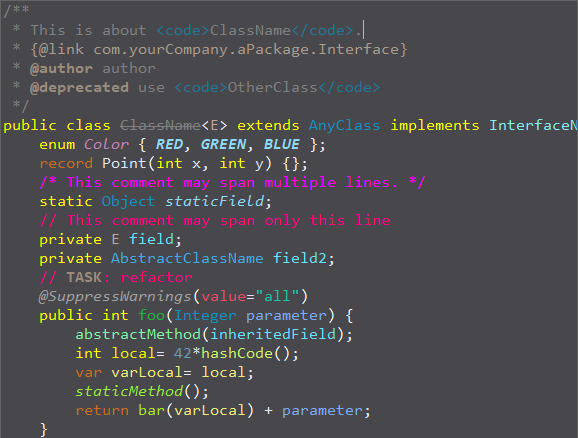 /**
 * This is about <code>ClassName</code>.
 * {@link com.yourCompany.aPackage.Interface}
 * @author author
 * @deprecated use <code>OtherClass</code>
 */
public class ClassName<E> extends AnyClass implements InterfaceN
    enum Color { RED, GREEN, BLUE };
    record Point(int x, int y) {};
    /* This comment may span multiple lines. */
    static Object staticField;
    // This comment may span only this line
    private E field;
    private AbstractClassName field2;
    // TASK: refactor
    @SuppressWarnings(value="all")
    public int foo(Integer parameter) {
        abstractMethod(inheritedField);
        int local= 42*hashCode();
        var varLocal= local;
        staticMethod();
        return bar(varLocal) + parameter;
    }